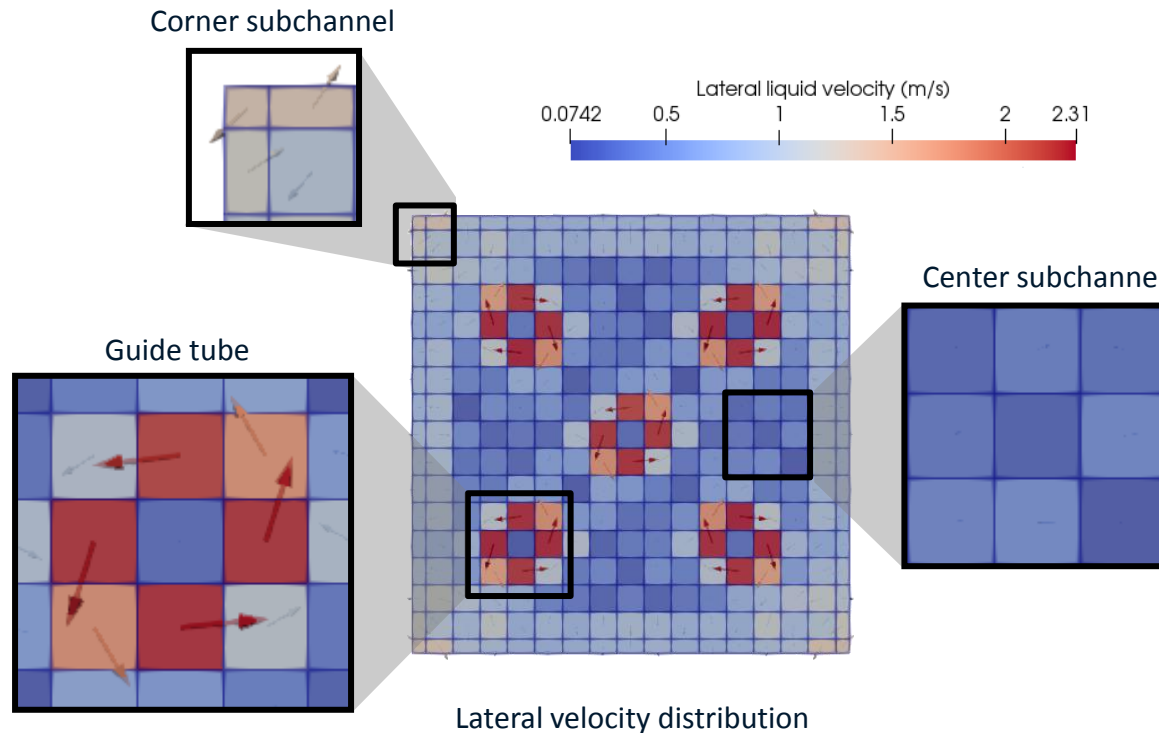 Corner subchannel
Lateral liquid velocity (m/s)
0.0742 0.5 1 1.5 2 2.31
Center subchannel
Guide tube
Lateral velocity distribution